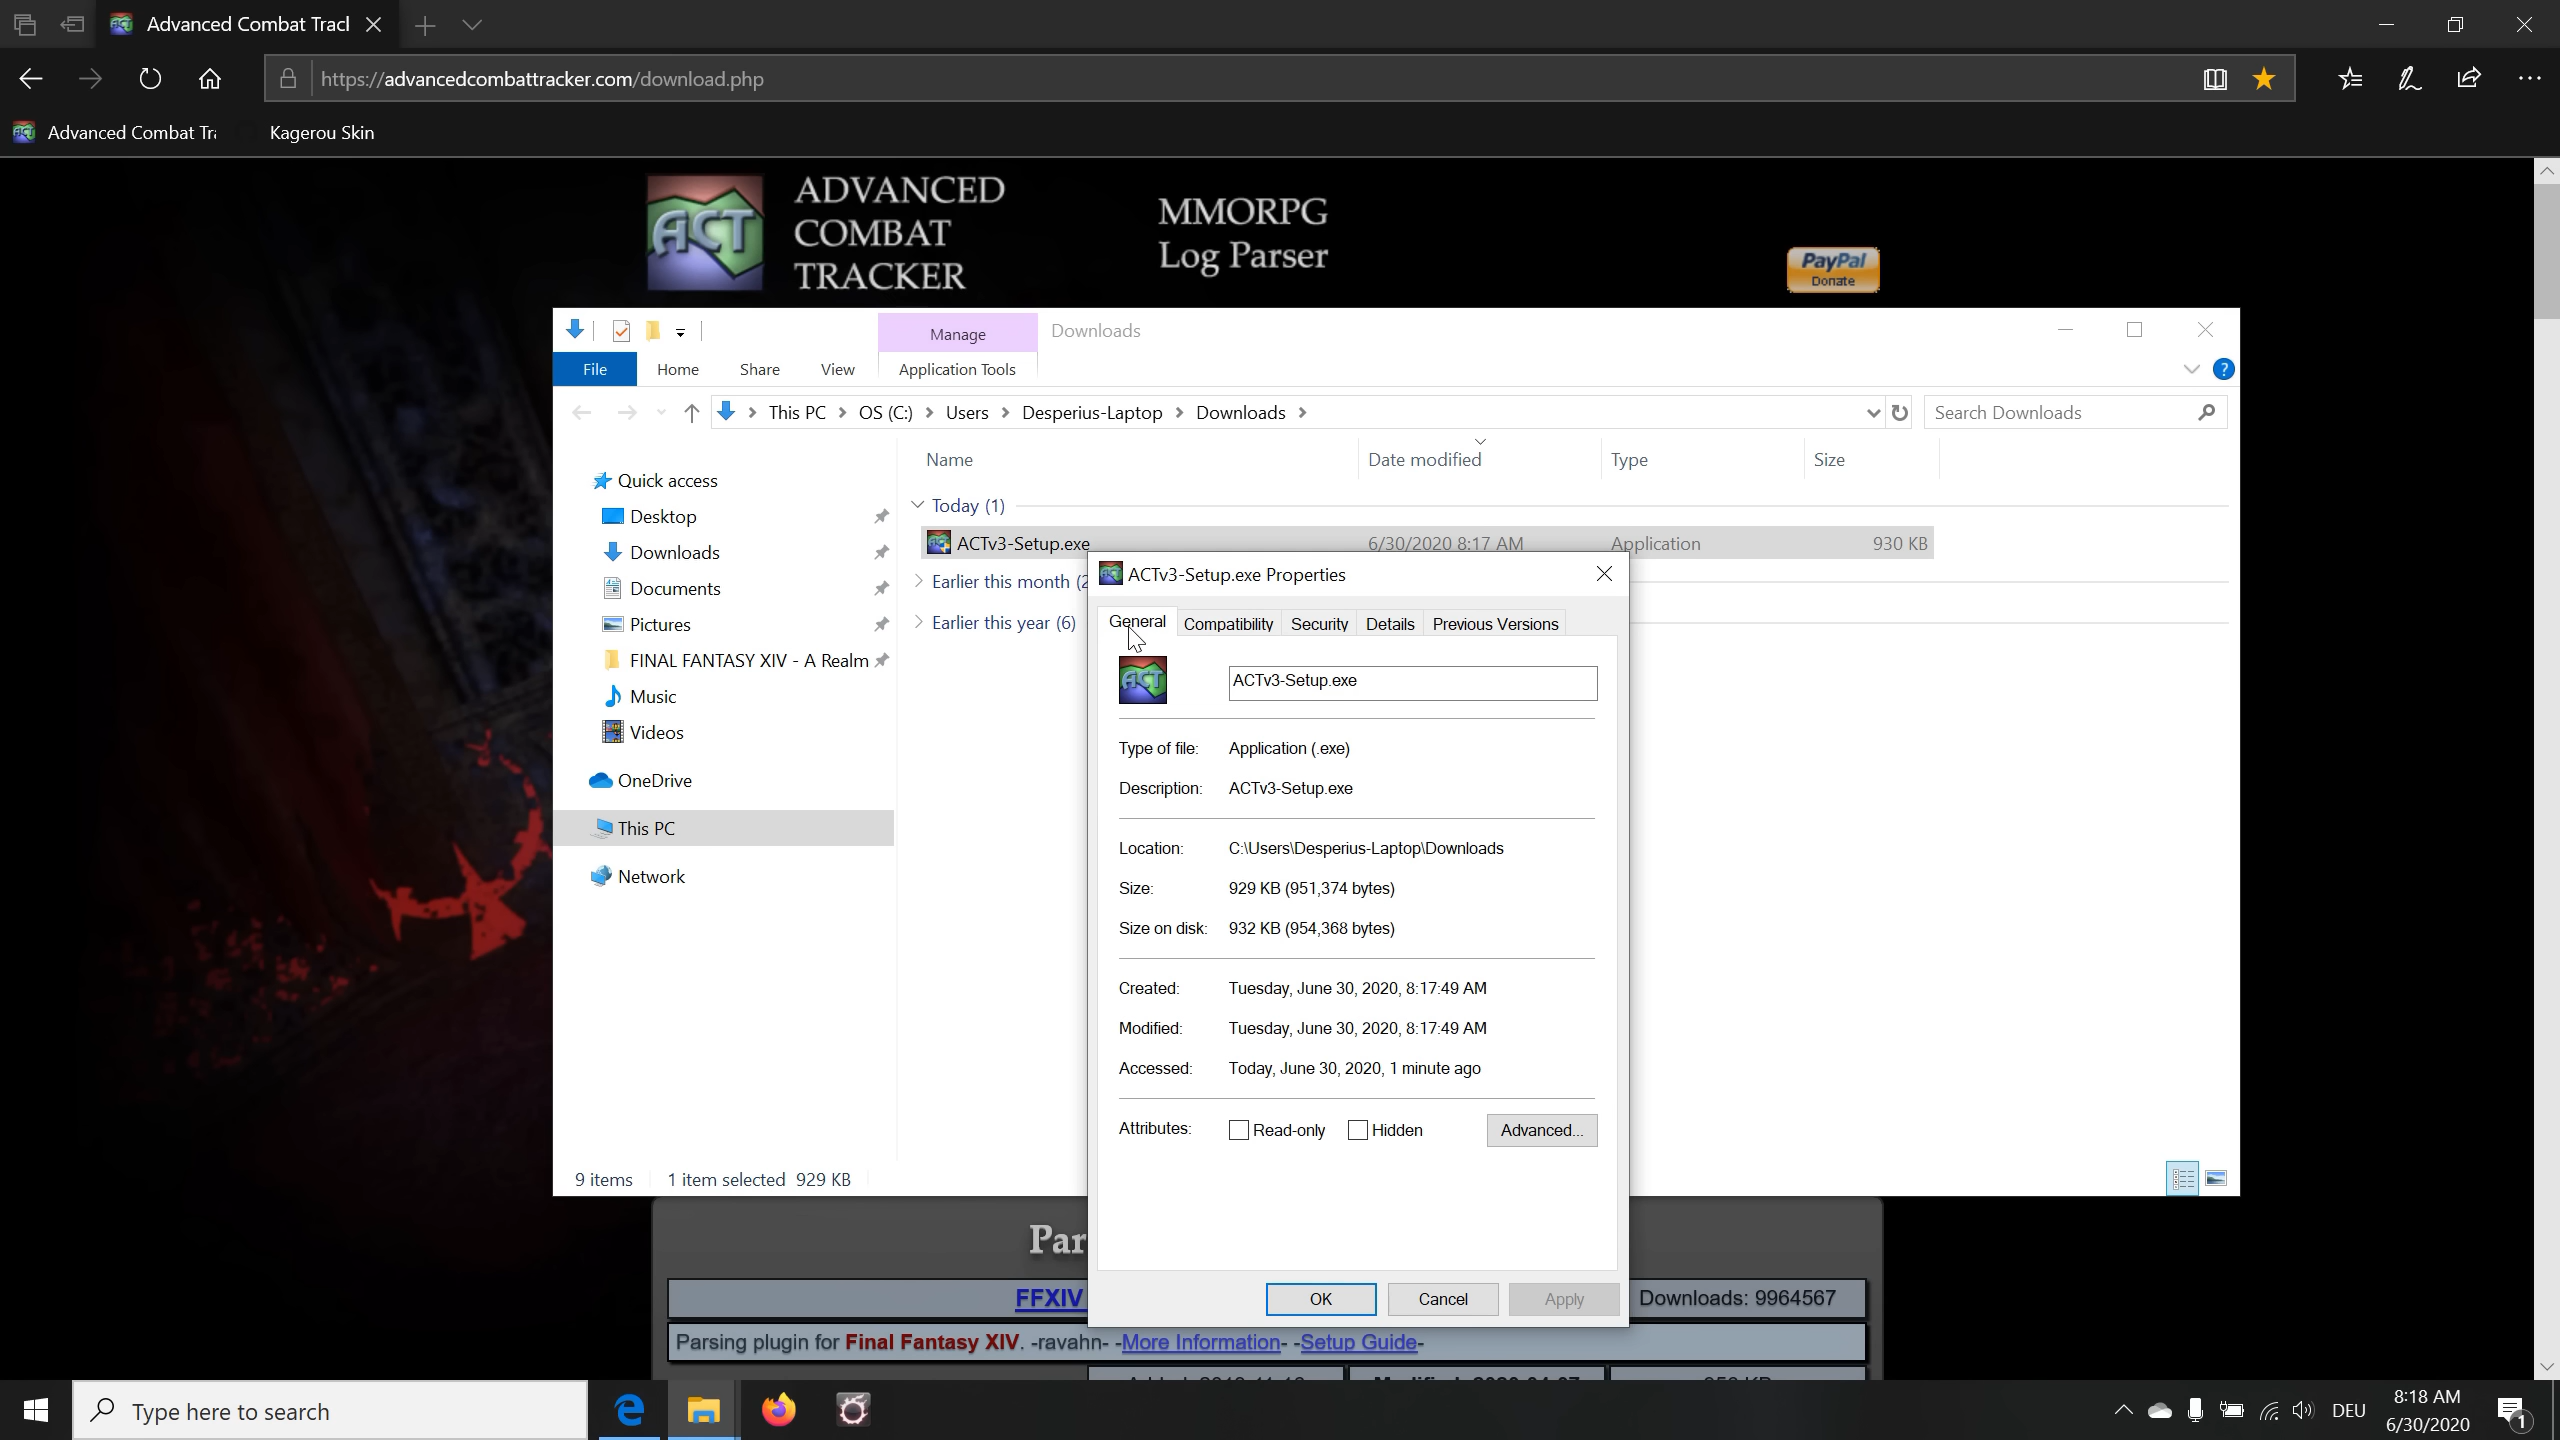 Advanced Combat Tracl
https://advancedcombattracker.com/download.php
Advanced Combat Tra
Kagerou Skin
ACT
ADVANCED
COMBAT
TRACKER
MMORPG
Log Parser
PayPal
Donate
Manage
Downloads
File
Home
Share
View
Application Tools
This PC
OS (C:)
Users
Desperius-Laptop
Downloads
Search Downloads
Name
Date modified
Type
Size
Quick access
Desktop
Downloads
Documents
Pictures
FINAL FANTASY XIV - A Realm
Music
Videos
OneDrive
This PC
Network
Today (1)
ACTv3-Setup.exe
6/30/2020 8:17 AM
Application
930 KB
Earlier this month (2
Earlier this year (6)
ACTv3-Setup.exe Properties
General
Compatibility
Security
Details
Previous Versions
ACT
ACTv3-Setup.exe
Type of file:
Application (.exe)
Description:
ACTv3-Setup.exe
Location:
C:\Users\Desperius-Laptop\Downloads
Size:
929 KB (951,374 bytes)
Size on disk:
932 KB (954,368 bytes)
Created:
Tuesday, June 30, 2020, 8:17:49 AM
Modified:
Tuesday, June 30, 2020, 8:17:49 AM
Accessed:
Today, June 30, 2020, 1 minute ago
Attributes:
Read-only
Hidden
Advanced...
OK
Cancel
Apply
9 items
1 item selected 929 KB
Par
FFXIV
Downloads: 9964567
Parsing plugin for Final Fantasy XIV. -ravahn- -More Information- -Setup Guide-
Type here to search
DEU
8:18 AM
6/30/2020
1